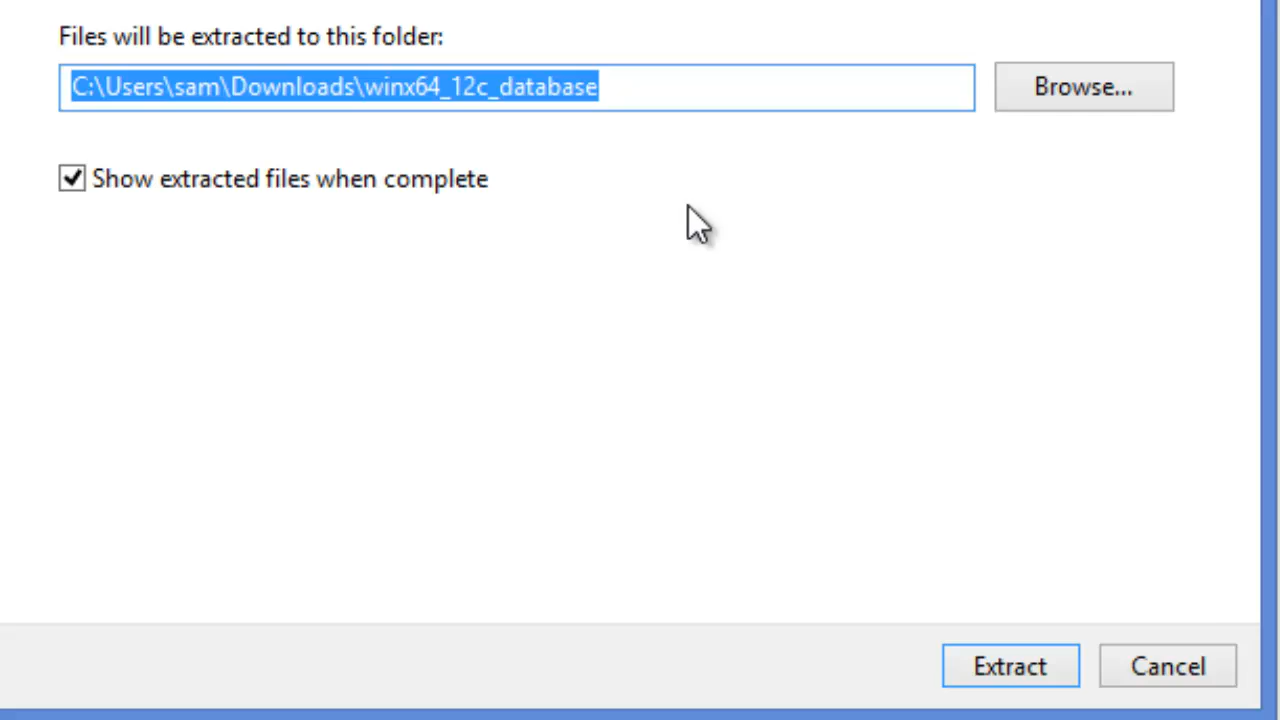 Files will be extracted to this folder:
C:\Users\sam\Downloads\winx64_12c_database
Browse...
Show extracted files when complete
Extract
Cancel